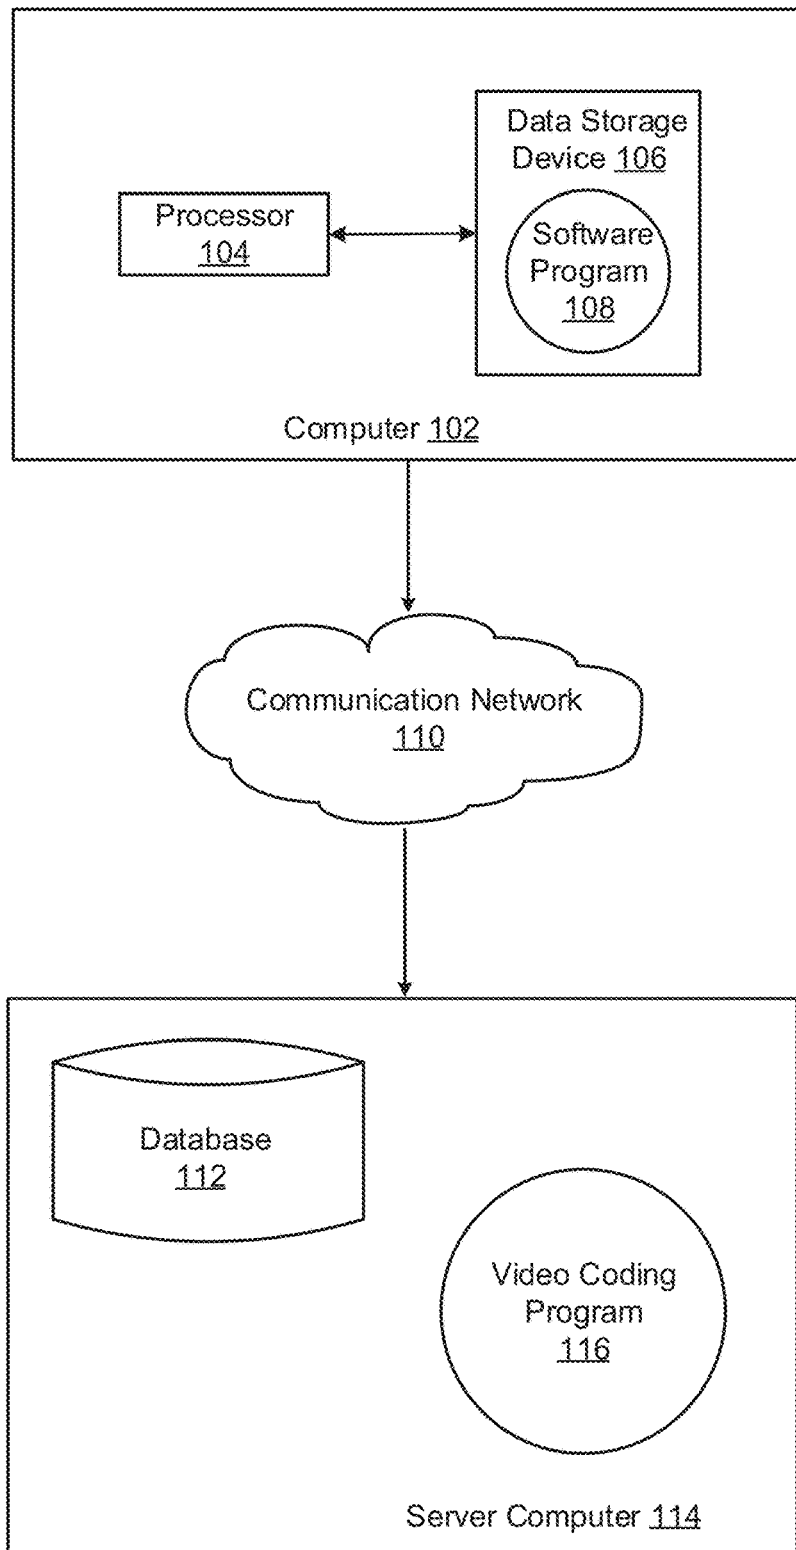 Data Storage
Device 106
Processor
104
Software
Program
108
Computer 102
Communication Network
110
Database
112
Video Coding
Program
116
Server Computer 114